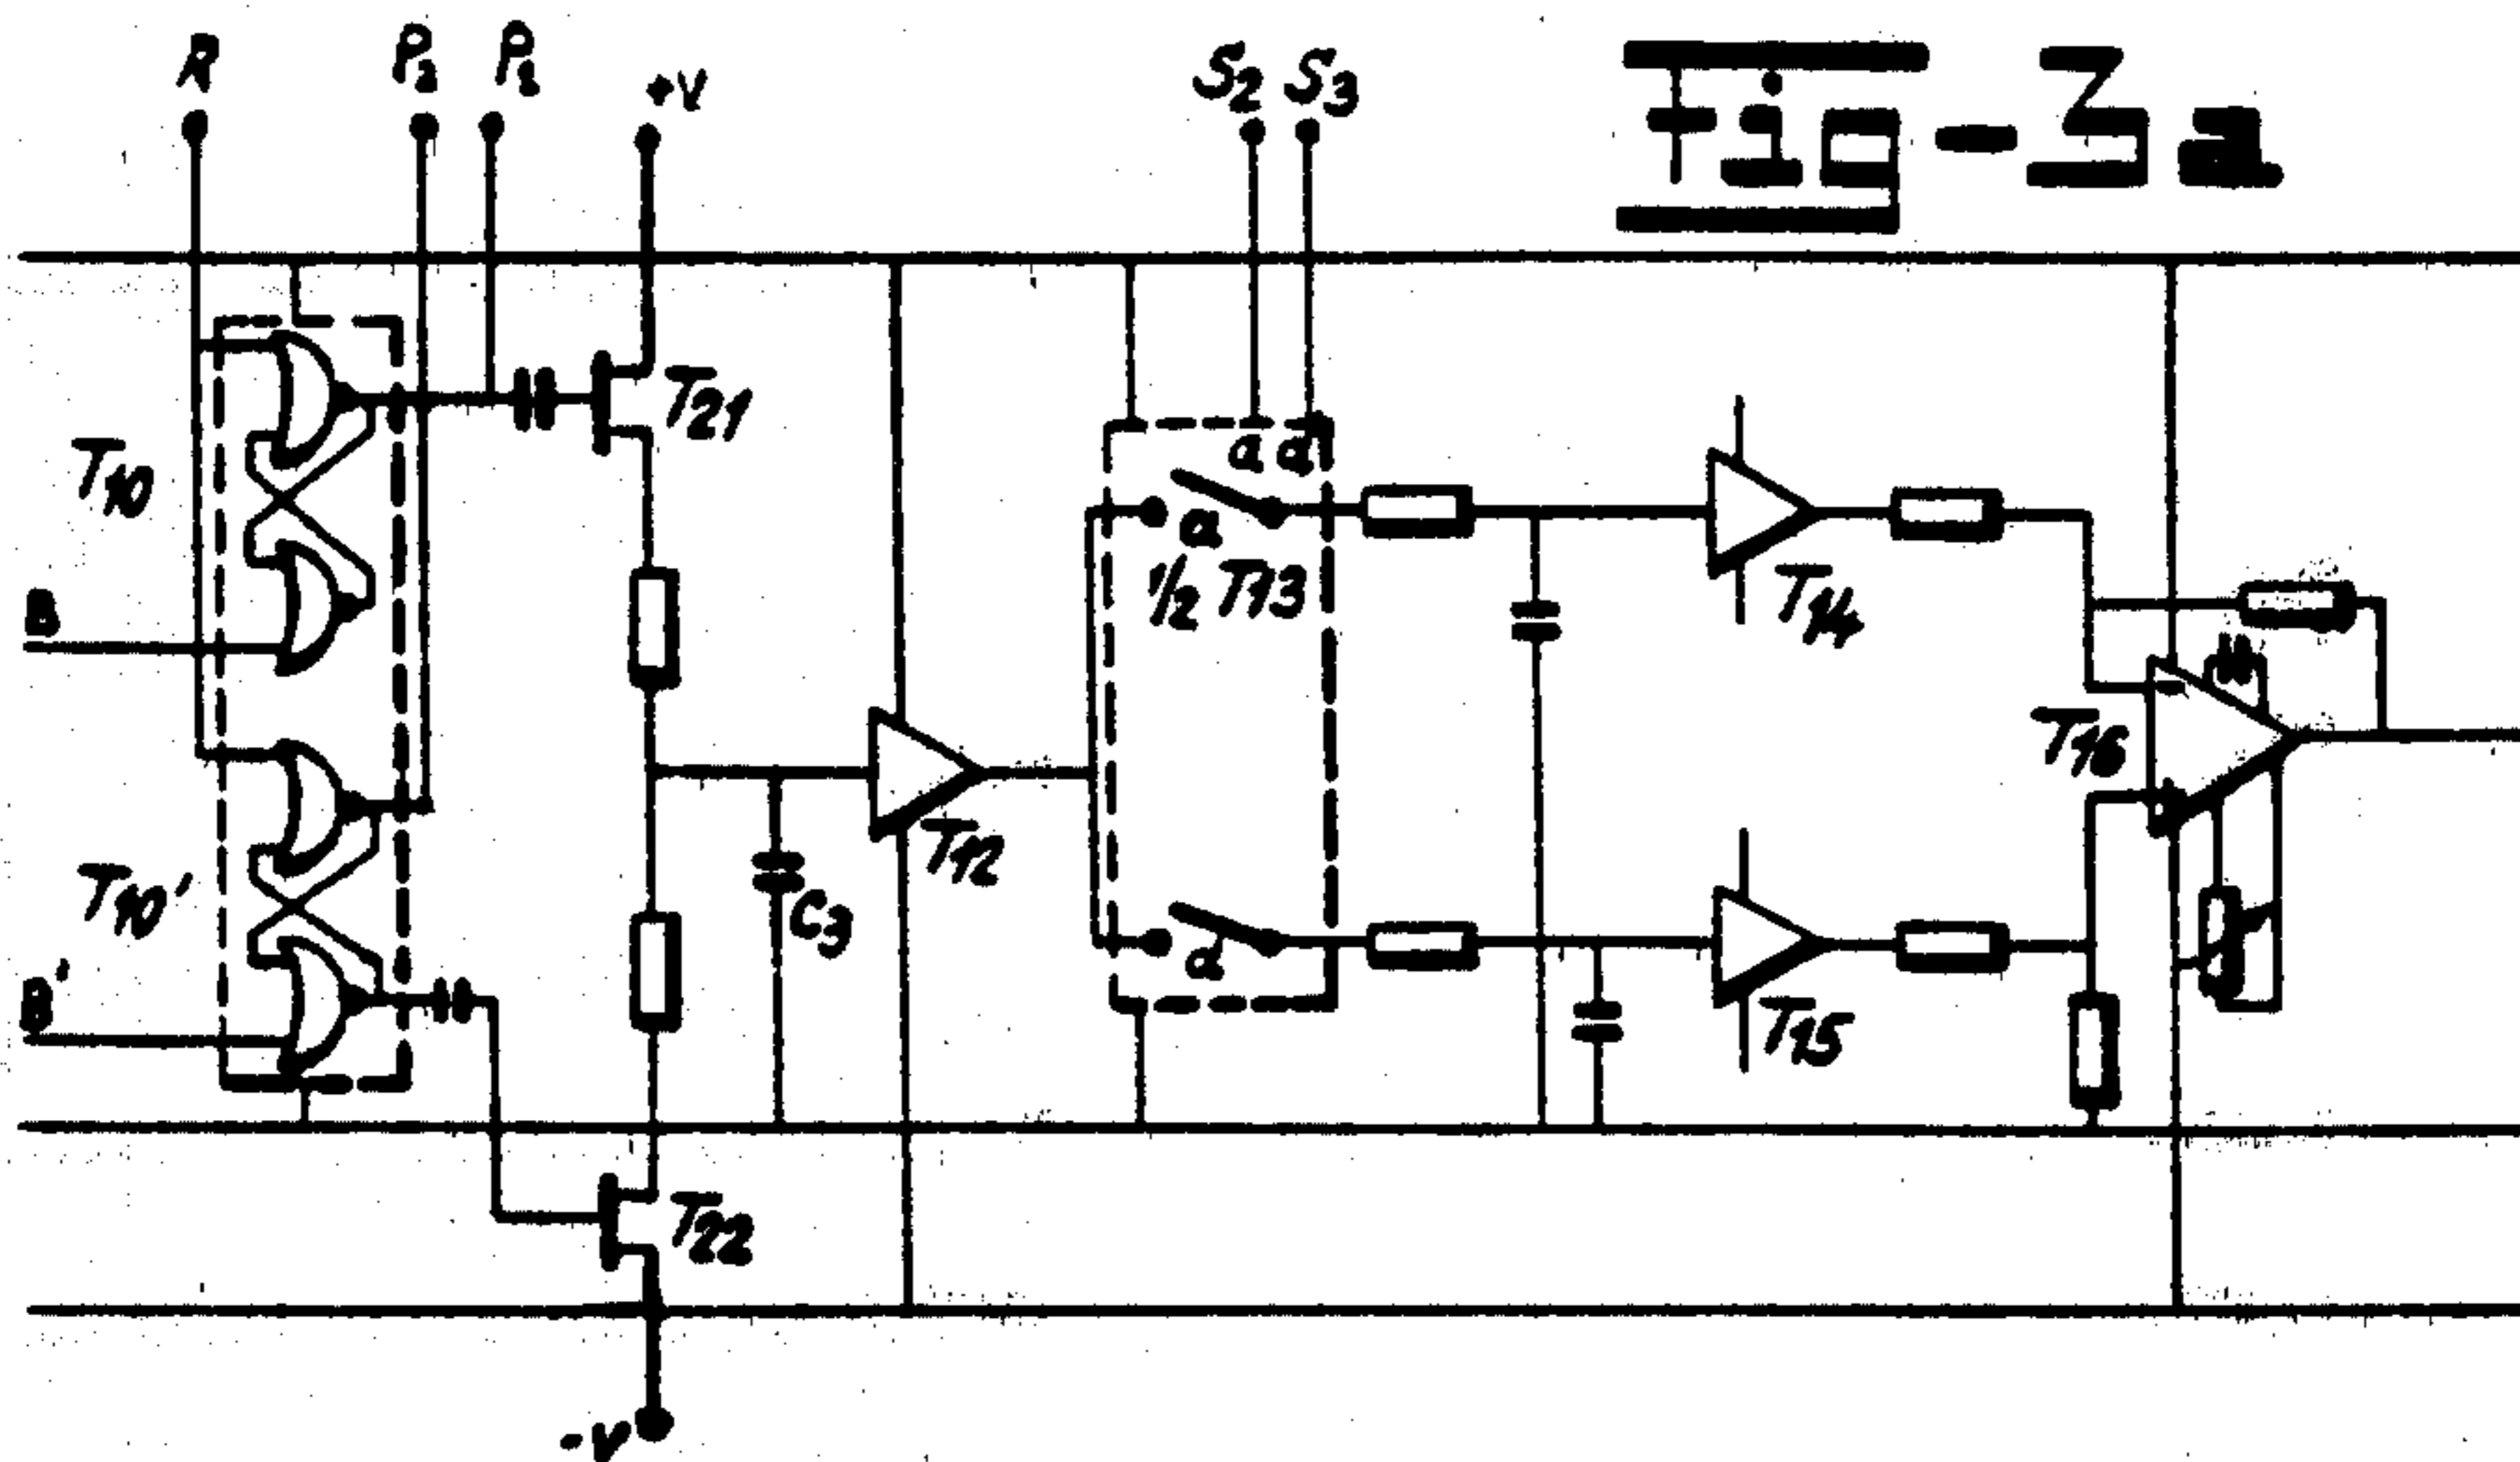 R P2 P1 +V S2 S3
Fig-3a
T21
T10
a d
a
1/2 T13
T14
B
T16
T12
C3
T10'
d
B'
T15
T22
-V